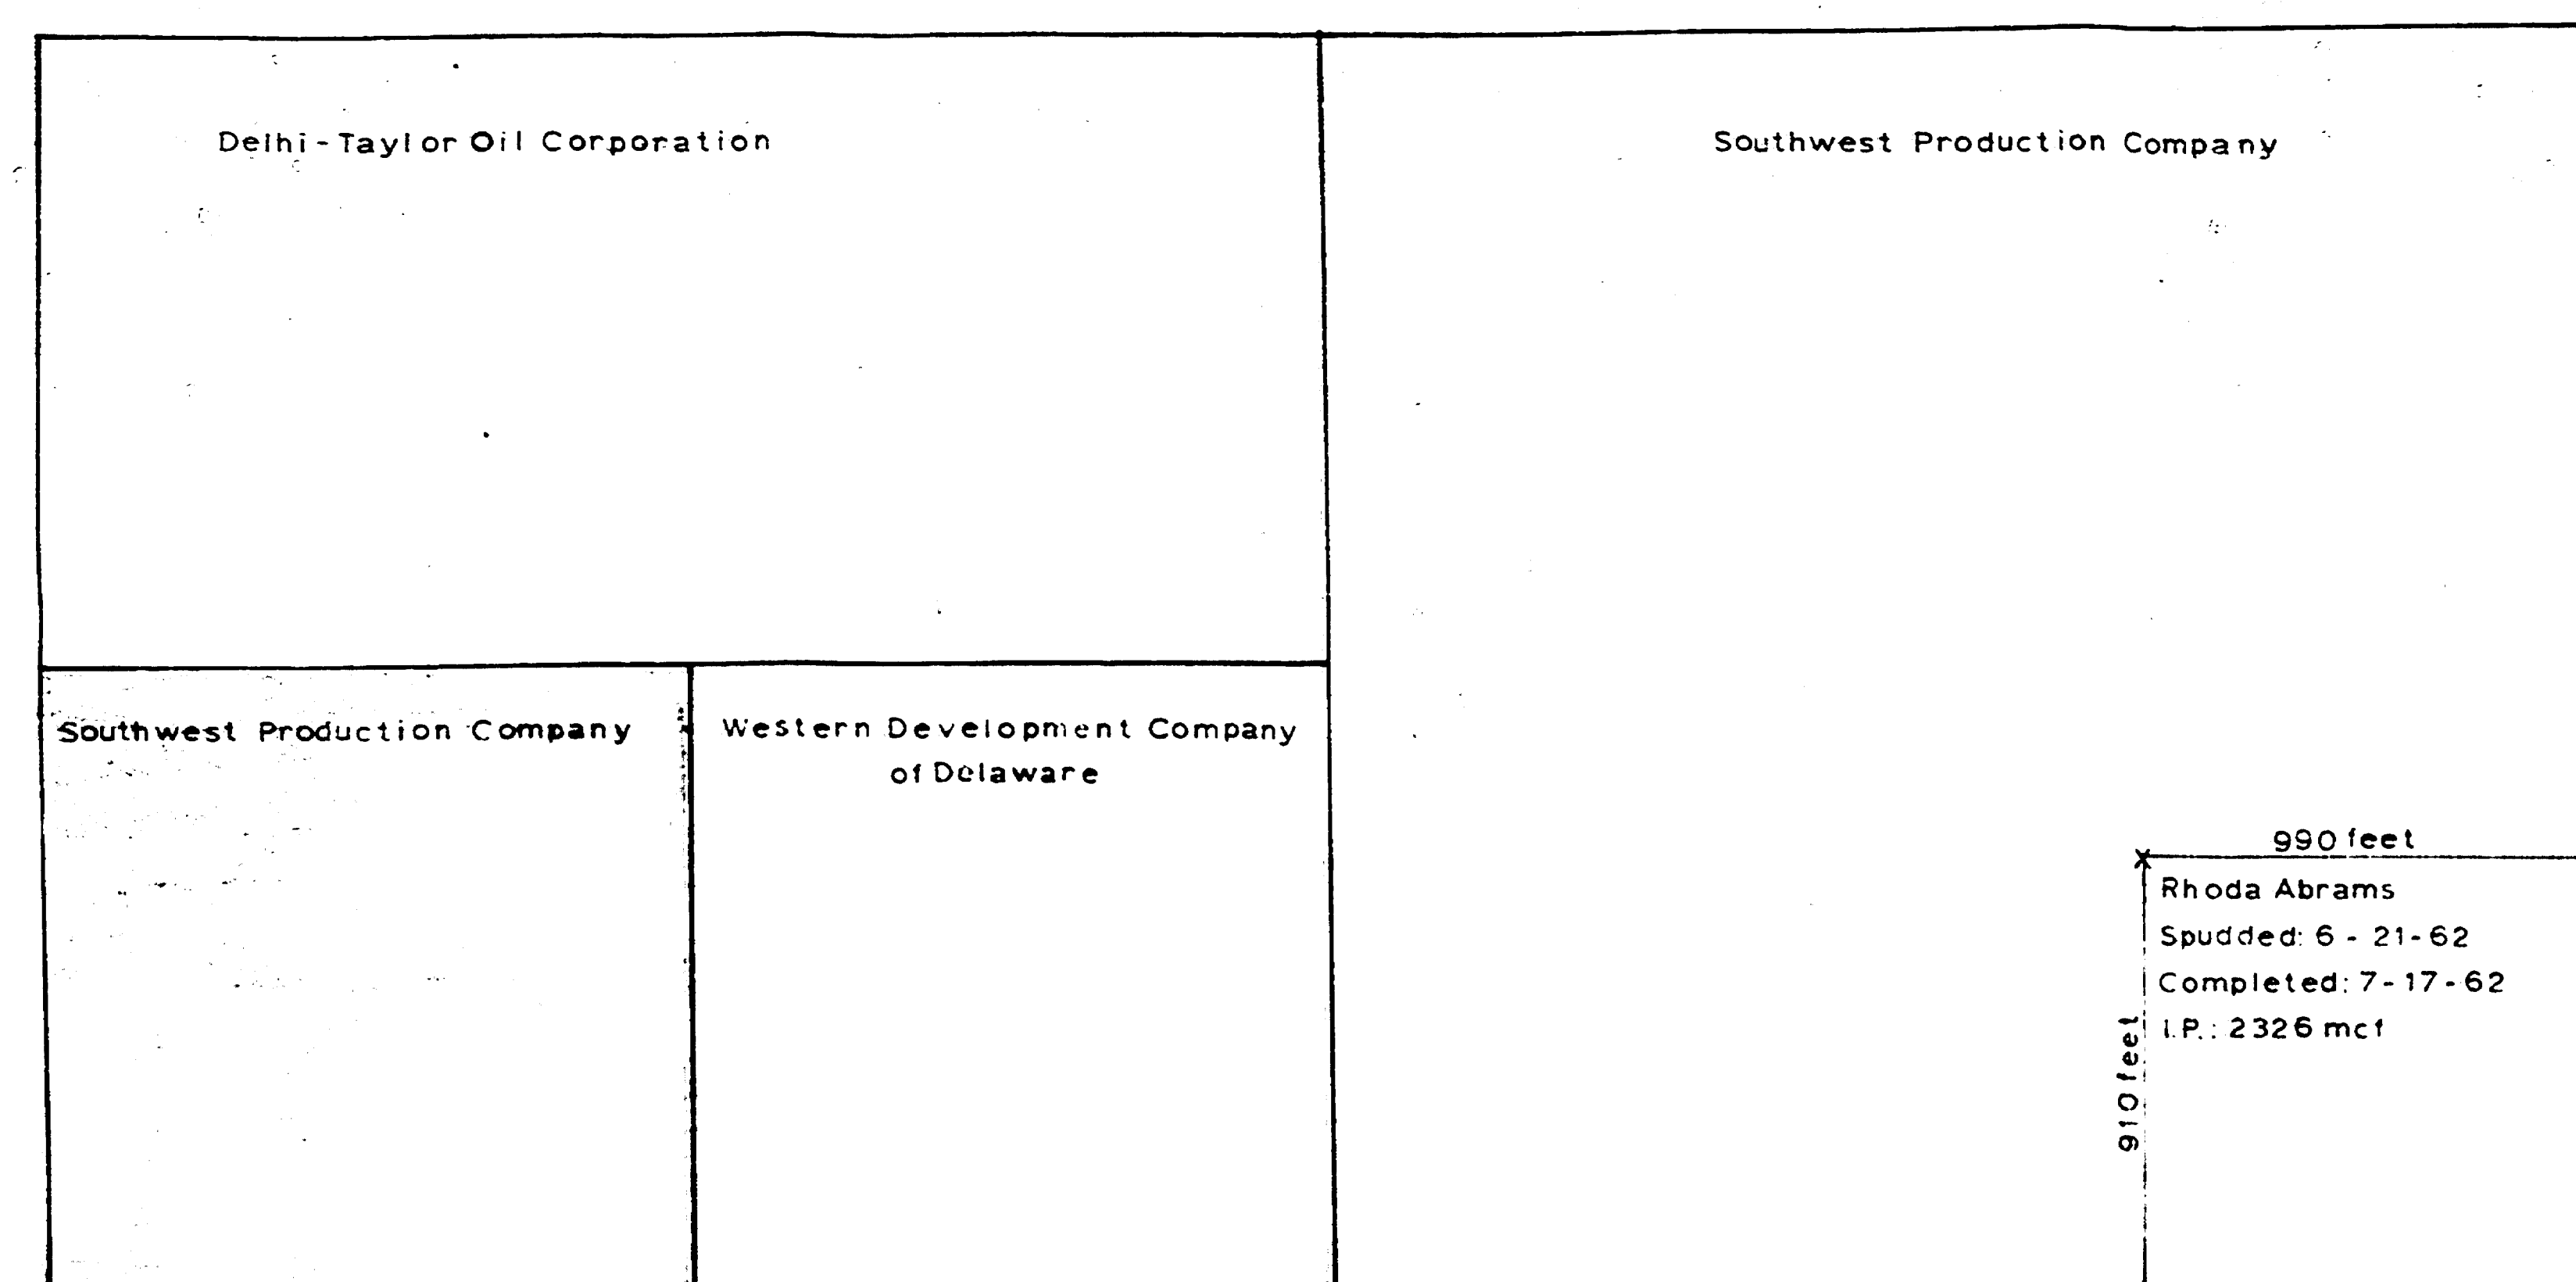 Delhi-Taylor Oil Corporation
Southwest Production Company
Southwest Production Company
Western Development Company
of Delaware
990 feet
Rhoda Abrams
Spudded: 6 - 21-62
Completed: 7-17-62
I.P.: 2326 mcf
910 feet